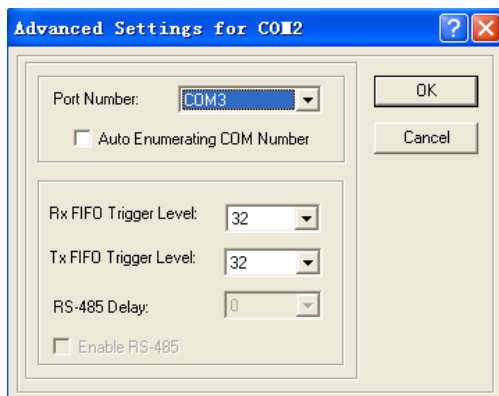 Advanced Settings for COM2
Port Number: COM3
Auto Enumerating COM Number
OK
Cancel
Rx FIFO Trigger Level: 32
Tx FIFO Trigger Level: 32
RS-485 Delay: 0
Enable RS-485